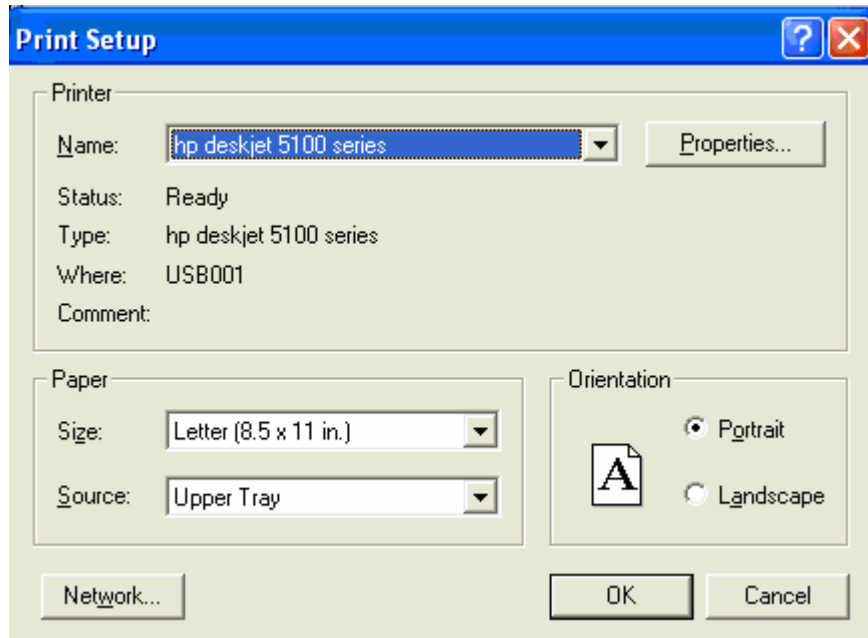 Print Setup
Printer
Name: hp deskjet 5100 series Properties...
Status: Ready
Type: hp deskjet 5100 series
Where: USB001
Comment:
Paper
Size: Letter (8.5 x 11 in.)
Source: Upper Tray
Orientation
A
Portrait
Landscape
Network... OK Cancel